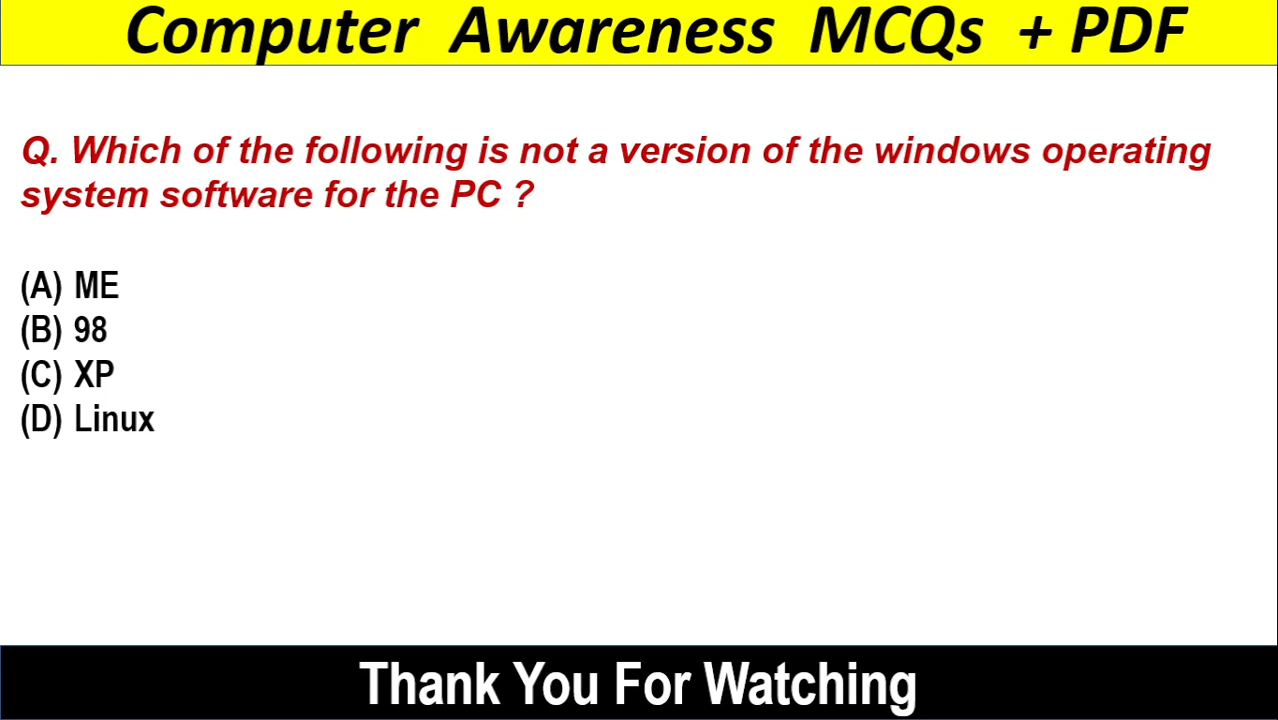 Computer Awareness MCQs + PDF
Q. Which of the following is not a version of the windows operating
system software for the PC ?
(A) ME
(B) 98
(C) XP
(D) Linux
Thank You For Watching